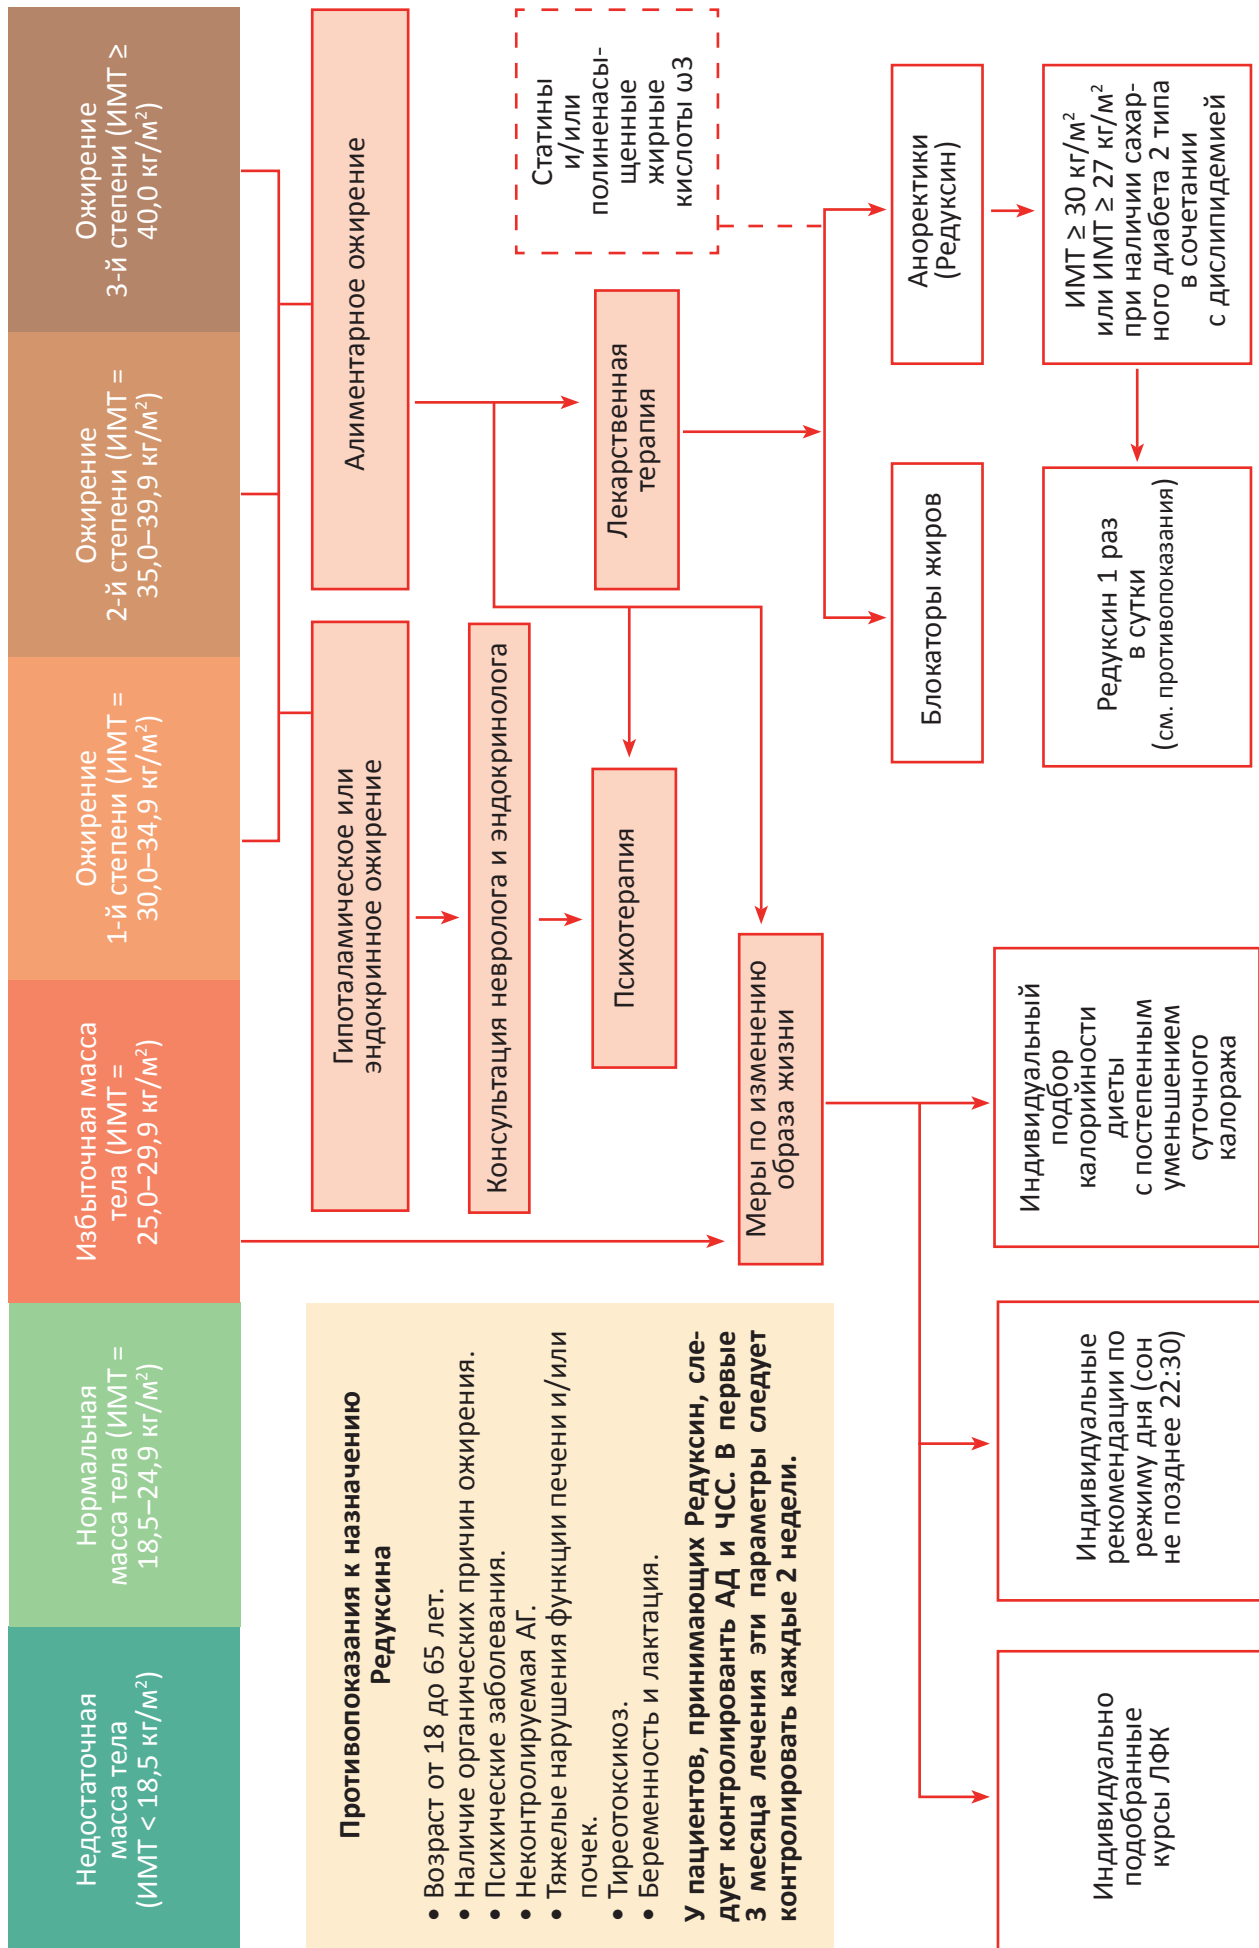 Недостаточная
масса тела
(ИМТ < 18,5 кг/м²)
Нормальная
масса тела (ИМТ =
18,5–24,9 кг/м²)
Избыточная масса
тела (ИМТ =
25,0–29,9 кг/м²)
Ожирение
1-й степени (ИМТ =
30,0–34,9 кг/м²)
Ожирение
2-й степени (ИМТ =
35,0–39,9 кг/м²)
Ожирение
3-й степени (ИМТ ≥
40,0 кг/м²)
Противопоказания к назначению
Редуксина
• Возраст от 18 до 65 лет.
• Наличие органических причин ожирения.
• Психические заболевания.
• Неконтролируемая АГ.
• Тяжелые нарушения функции печени и/или
почек.
• Тиреотоксикоз.
• Беременность и лактация.
У пациентов, принимающих Редуксин, сле-
дует контролировать АД и ЧСС. В первые
3 месяца лечения эти параметры следует
контролировать каждые 2 недели.
Гипоталамическое или
эндокринное ожирение
Алиментарное ожирение
Консультация невролога и эндокринолога
Психотерапия
Лекарственная
терапия
Статины
и/или
полиненасы-
щенные
жирные
кислоты ω3
Меры по изменению
образа жизни
Блокаторы жиров
Аноректики
(Редуксин)
Индивидуально
подобранные
курсы ЛФК
Индивидуальные
рекомендации по
режиму дня (сон
не позднее 22:30)
Индивидуальный
подбор
калорийности
диеты
с постепенным
уменьшением
суточного
калоража
Редуксин 1 раз
в сутки
(см. противопоказания)
ИМТ ≥ 30 кг/м²
или ИМТ ≥ 27 кг/м²
при наличии сахар-
ного диабета 2 типа
в сочетании
с дислипидемией